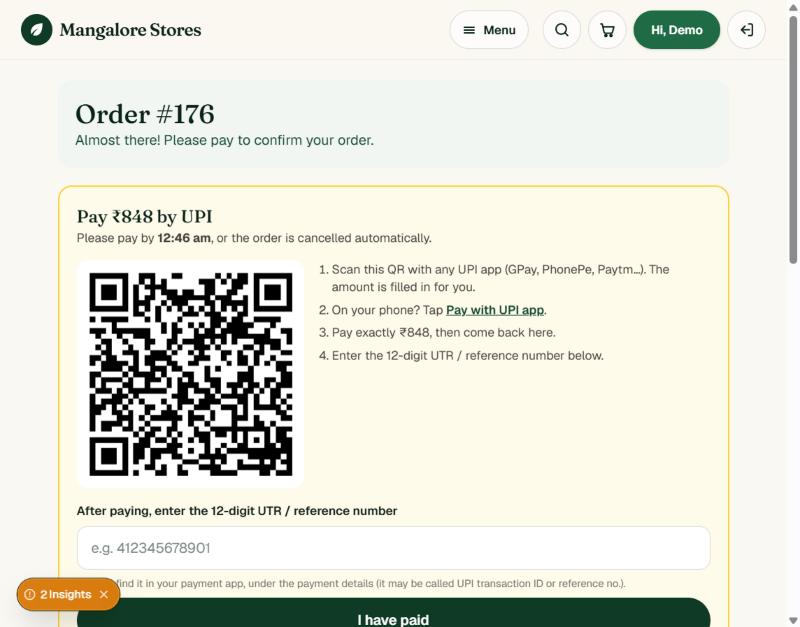 Mangalore Stores
Menu
Hi, Demo
Order #176
Almost there! Please pay to confirm your order.
Pay ₹848 by UPI
Please pay by 12:46 am, or the order is cancelled automatically.
1. Scan this QR with any UPI app (GPay, PhonePe, Paytm…). The
amount is filled in for you.
2. On your phone? Tap Pay with UPI app.
3. Pay exactly ₹848, then come back here.
4. Enter the 12-digit UTR / reference number below.
After paying, enter the 12-digit UTR / reference number
e.g. 412345678901
find it in your payment app, under the payment details (it may be called UPI transaction ID or reference no.).
2 Insights
I have paid